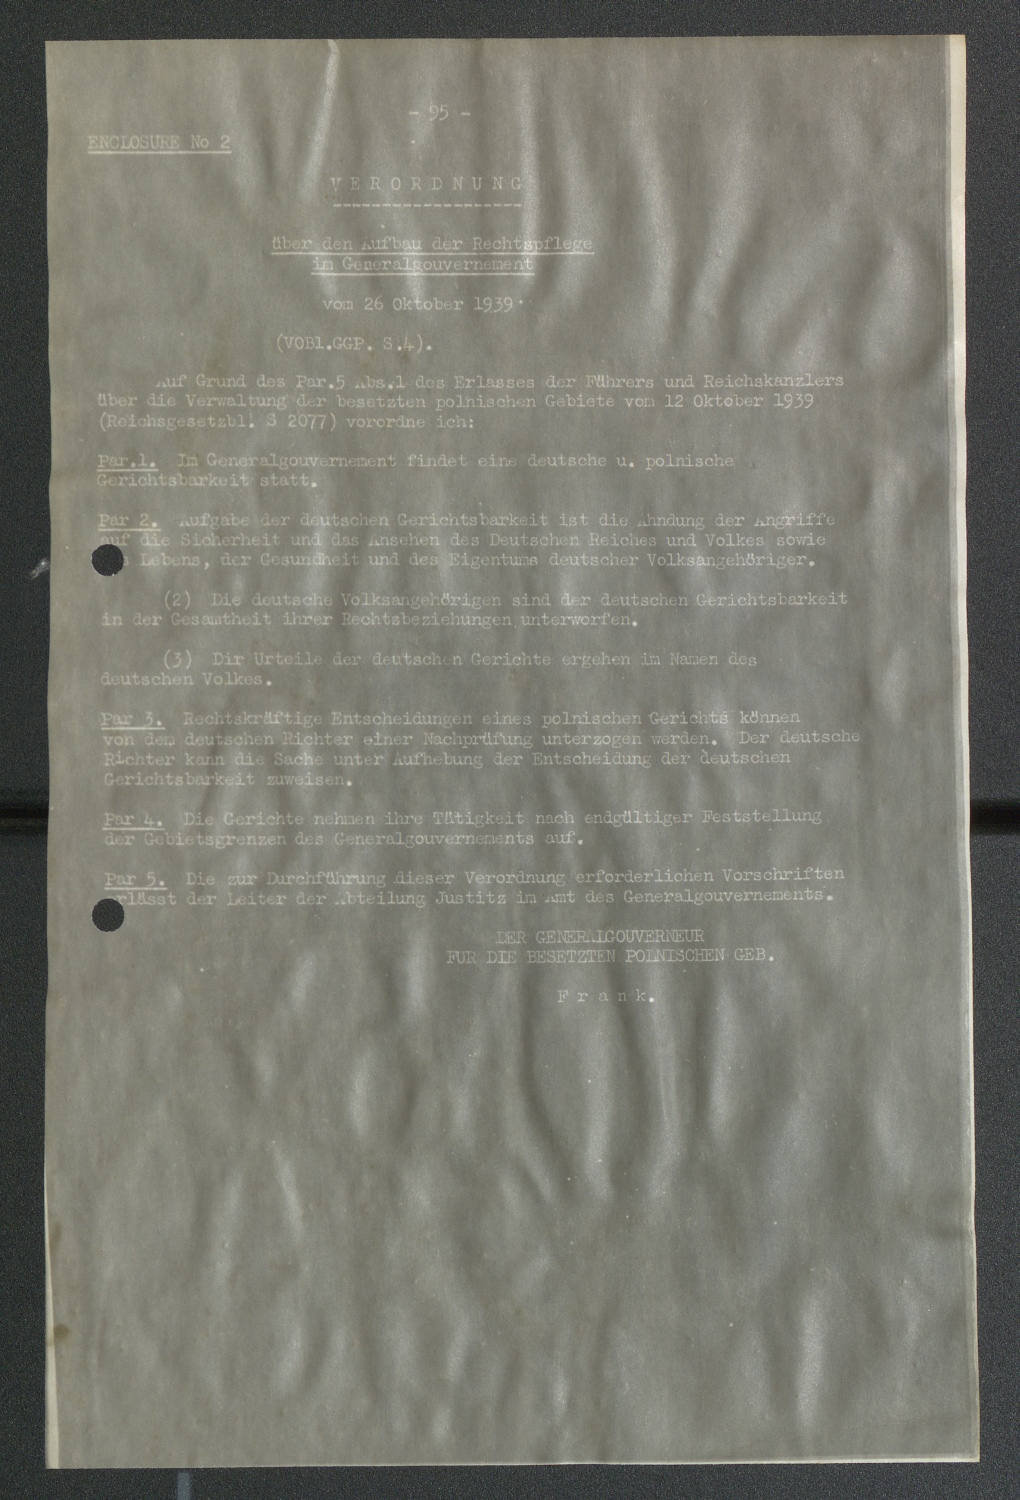 - 95 -
ENCLOSURE No 2
VERORDNUNG
über den Aufbau der Rechtspflege
im Generalgouvernement
vom 26 Oktober 1939.
(VOBl.GGP. S.4).
Auf Grund des Par.5 Abs.1 des Erlasses der Führers und Reichskanzlers
über die Verwaltung der besetzten polnischen Gebiete vom 12 Oktober 1939
(Reichsgesetzbl. S 2077) vorordne ich:
Par.1. Im Generalgouvernement findet eine deutsche u. polnische
Gerichtsbarkeit statt.
Par 2. Aufgabe der deutschen Gerichtsbarkeit ist die Ahndung der Angriffe
auf die Sicherheit und das Ansehen des Deutschen Reiches und Volkes sowie
Lebens, der Gesundheit und des Eigentums deutscher Volksangehöriger.
(2) Die deutsche Volksangehörigen sind der deutschen Gerichtsbarkeit
in der Gesamtheit ihrer Rechtsbeziehungen unterworfen.
(3) Dir Urteile der deutschen Gerichte ergehen im Namen des
deutschen Volkes.
Par 3. Rechtskräftige Entscheidungen eines polnischen Gerichts können
von dem deutschen Richter einer Nachprüfung unterzogen werden. Der deutsche
Richter kann die Sache unter Aufhebung der Entscheidung der deutschen
Gerichtsbarkeit zuweisen.
Par 4. Die Gerichte nehmen ihre Tätigkeit nach endgültiger Feststellung
der Gebietsgrenzen des Generalgouvernements auf.
Par 5. Die zur Durchführung dieser Verordnung erforderlichen Vorschriften
erlässt der Leiter der Abteilung Justitz im Amt des Generalgouvernements.
DER GENERALGOUVERNEUR
FUR DIE BESETZTEN POLNISCHEN GEB.
Frank.